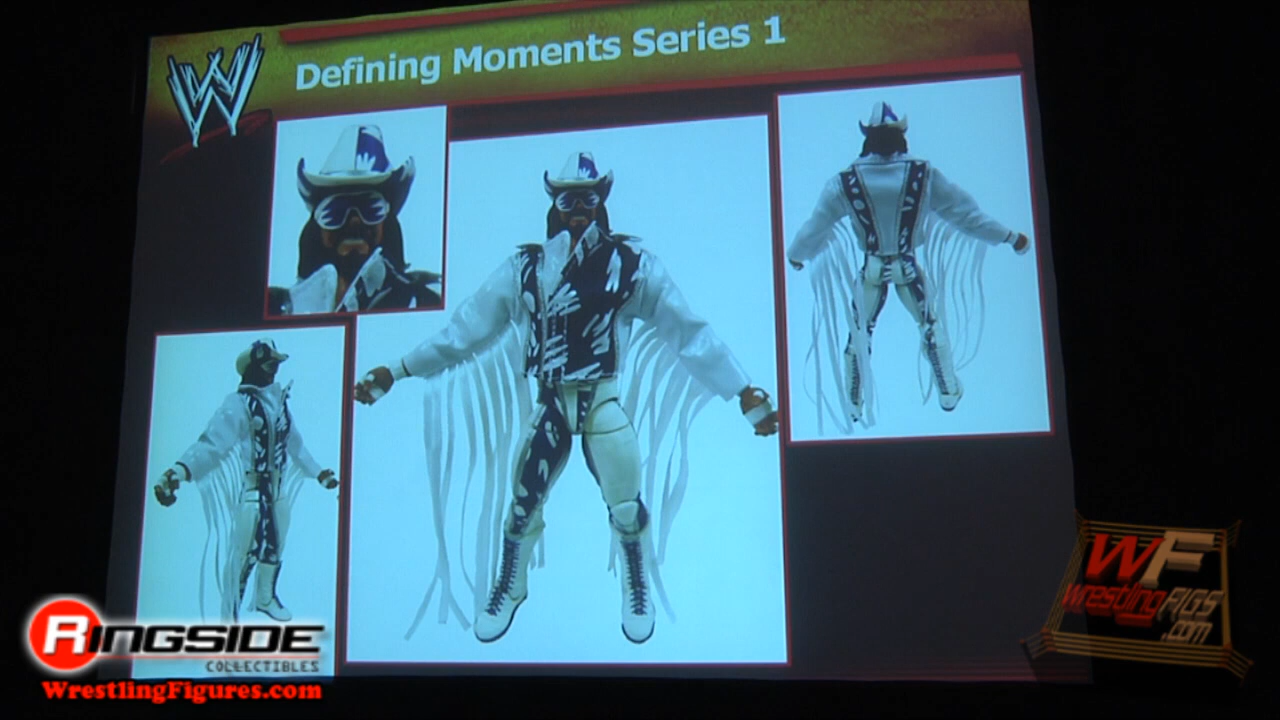 W
Defining Moments Series 1
RINGSIDE
COLLECTIBLES
WrestlingFigures.com
WF
wrestlingFIGS
.com